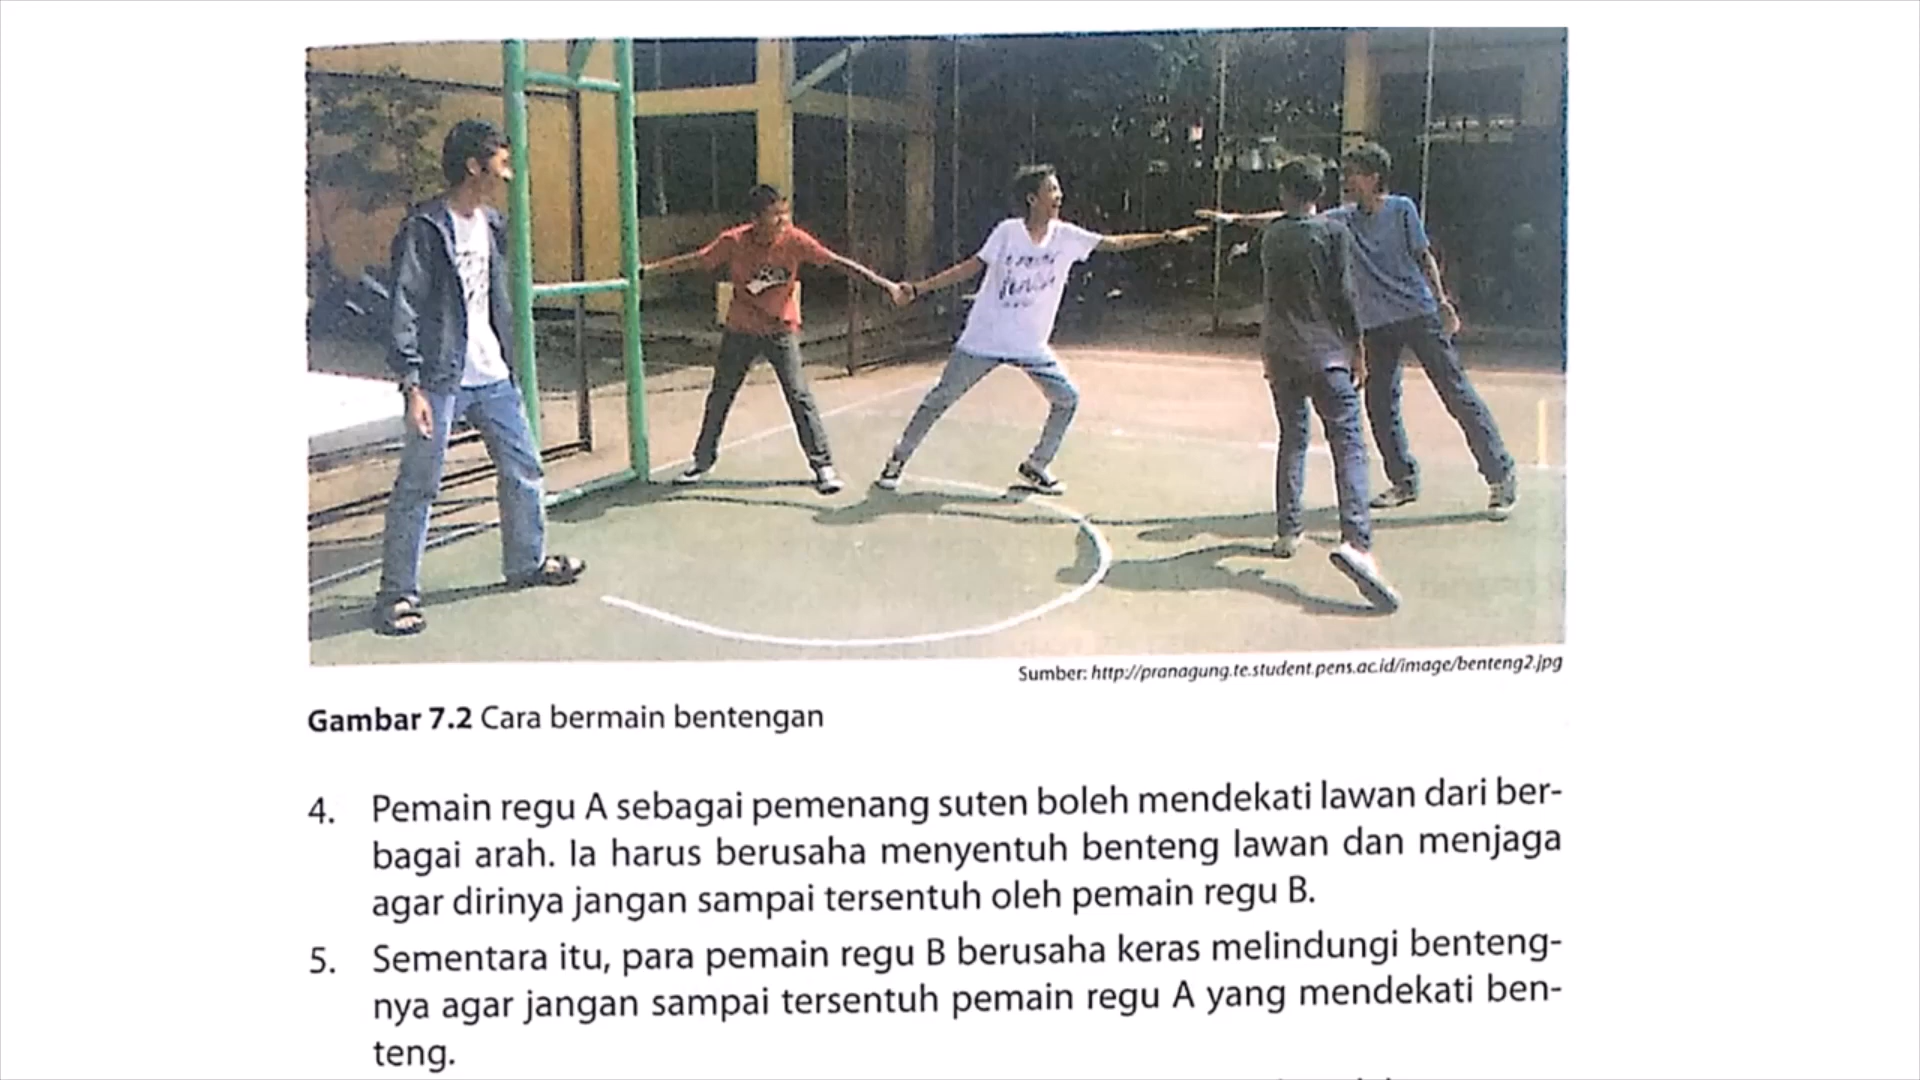 Sumber: http://pranagung.te.student.pens.ac.id/image/benteng2.jpg
Gambar 7.2 Cara bermain bentengan
4. Pemain regu A sebagai pemenang suten boleh mendekati lawan dari ber-
bagai arah. Ia harus berusaha menyentuh benteng lawan dan menjaga
agar dirinya jangan sampai tersentuh oleh pemain regu B.
5. Sementara itu, para pemain regu B berusaha keras melindungi benteng-
nya agar jangan sampai tersentuh pemain regu A yang mendekati ben-
teng.